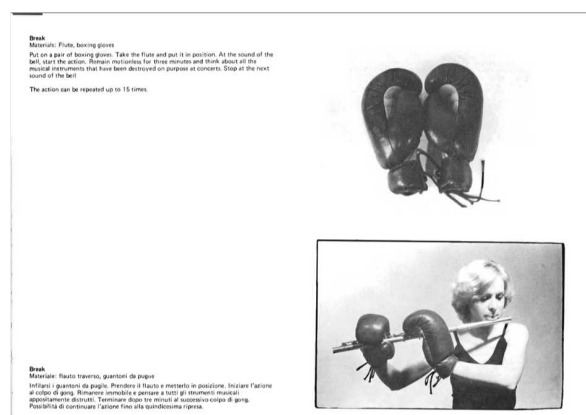 Break
Materials: Flute, boxing gloves
Put on a pair of boxing gloves. Take the flute and put it in position. At the sound of the
bell, start the action. Remain motionless for three minutes and think about all the
musical instruments that have been destroyed on purpose at concerts. Stop at the next
sound of the bell
The action can be repeated up to 15 times.
Break
Materiale: flauto traverso, guantoni da pugile
Infilarsi i guantoni da pugile. Prendere il flauto e metterlo in posizione. Iniziare l'azione
al colpo di gong. Rimanere immobile e pensare a tutti gli strumenti musicali
appositamente distrutti. Terminare dopo tre minuti al successivo colpo di gong.
Possibilità di continuare l'azione fino alla quindicesima ripresa.